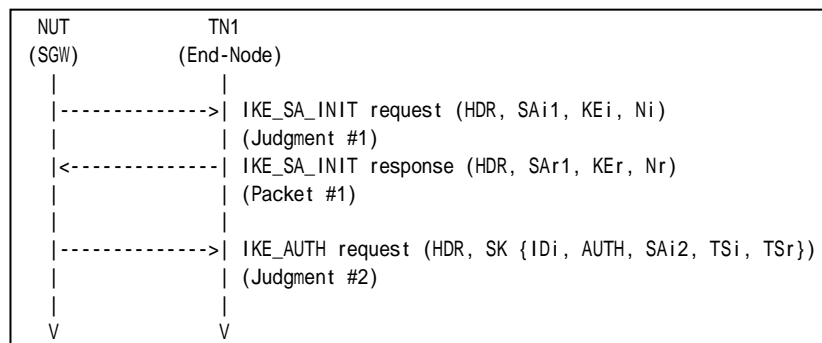 NUT TN1
(SGW) (End-Node)
| |
|-------------->| IKE_SA_INIT request (HDR, SAi1, KEi, Ni)
| | (Judgment #1)
|<--------------| IKE_SA_INIT response (HDR, SAr1, KEr, Nr)
| | (Packet #1)
| |
|-------------->| IKE_AUTH request (HDR, SK {IDi, AUTH, SAi2, TSi, TSr})
| | (Judgment #2)
| |
V V